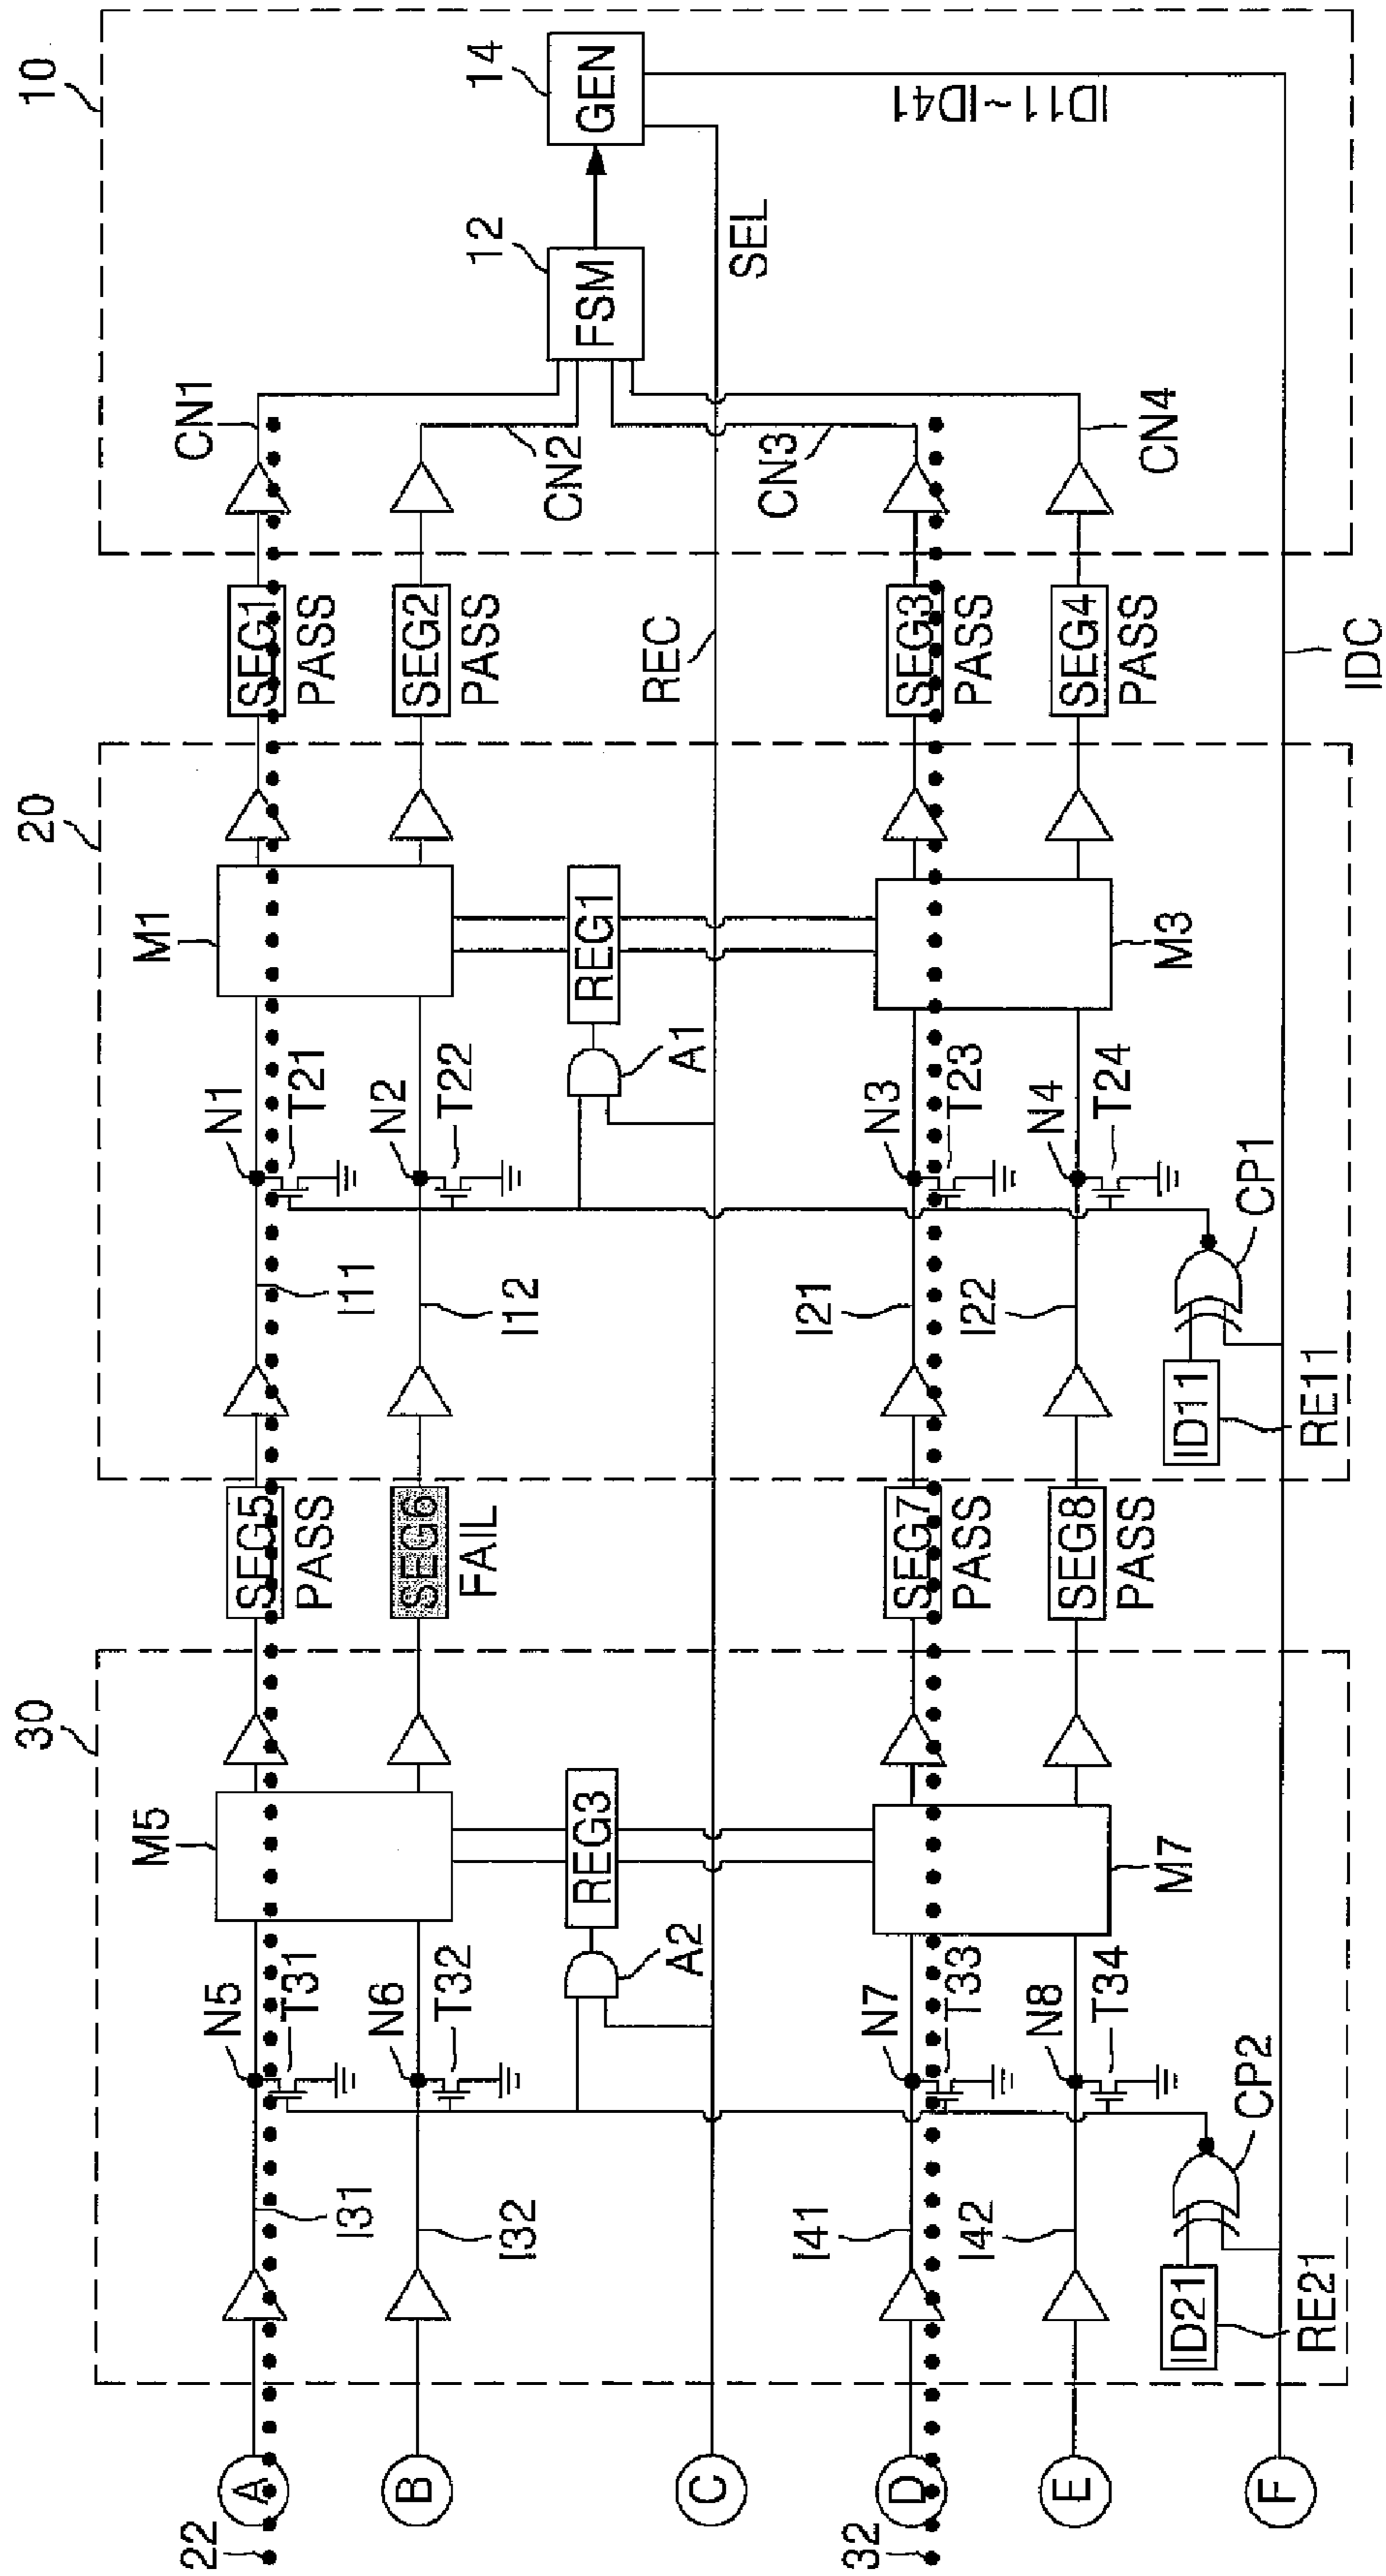 10
14
GEN
12
FSM
ID11~ID41
SEL
CN1
CN2
CN3
CN4
SEG1
PASS
SEG2
PASS
REC
SEG3
PASS
SEG4
PASS
IDC
20
M1
REG1
M3
A1
N1
T21
N2
T22
N3
T23
N4
T24
CP1
I11
I12
I21
I22
ID11
RE11
SEG5
PASS
SEG6
FAIL
SEG7
PASS
SEG8
PASS
30
M5
REG3
M7
A2
N5
T31
N6
T32
N7
T33
N8
T34
CP2
I31
I32
I41
I42
ID21
RE21
A
B
C
D
E
F
22
32